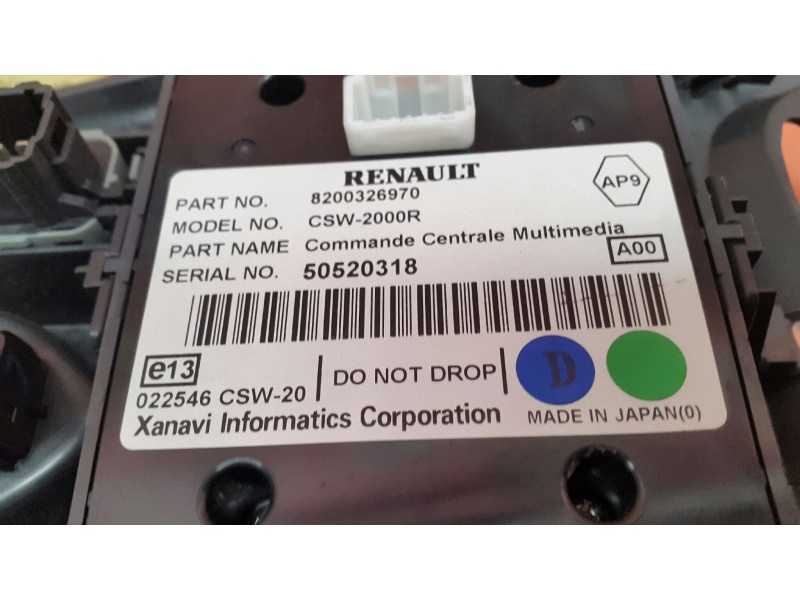 RENAULT
AP9
PART NO. 8200326970
MODEL NO. CSW-2000R
PART NAME Commande Centrale Multimedia
SERIAL NO. 50520318
A00
e13
022546 CSW-20
DO NOT DROP
D
Xanavi Informatics Corporation
MADE IN JAPAN(0)